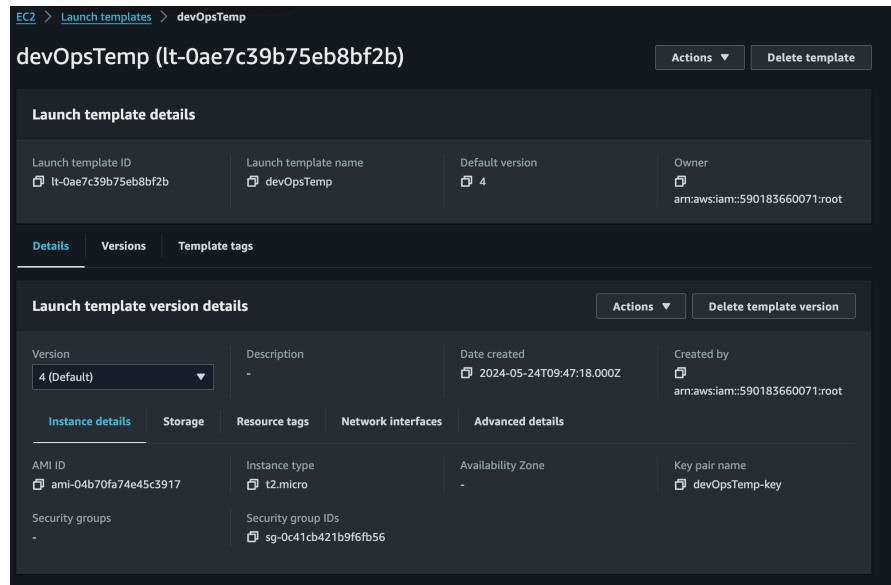 EC2 > Launch templates > devOpsTemp
devOpsTemp (lt-0ae7c39b75eb8bf2b)
Actions ▼ Delete template
Launch template details
Launch template ID
lt-0ae7c39b75eb8bf2b
Launch template name
devOpsTemp
Default version
4
Owner
arn:aws:iam::590183660071:root
Details Versions Template tags
Launch template version details
Actions ▼ Delete template version
Version
4 (Default) ▼
Description
-
Date created
2024-05-24T09:47:18.000Z
Created by
arn:aws:iam::590183660071:root
Instance details Storage Resource tags Network interfaces Advanced details
AMI ID
ami-04b70fa74e45c3917
Instance type
t2.micro
Availability Zone
-
Key pair name
devOpsTemp-key
Security groups
-
Security group IDs
sg-0c41cb421b9f6fb56